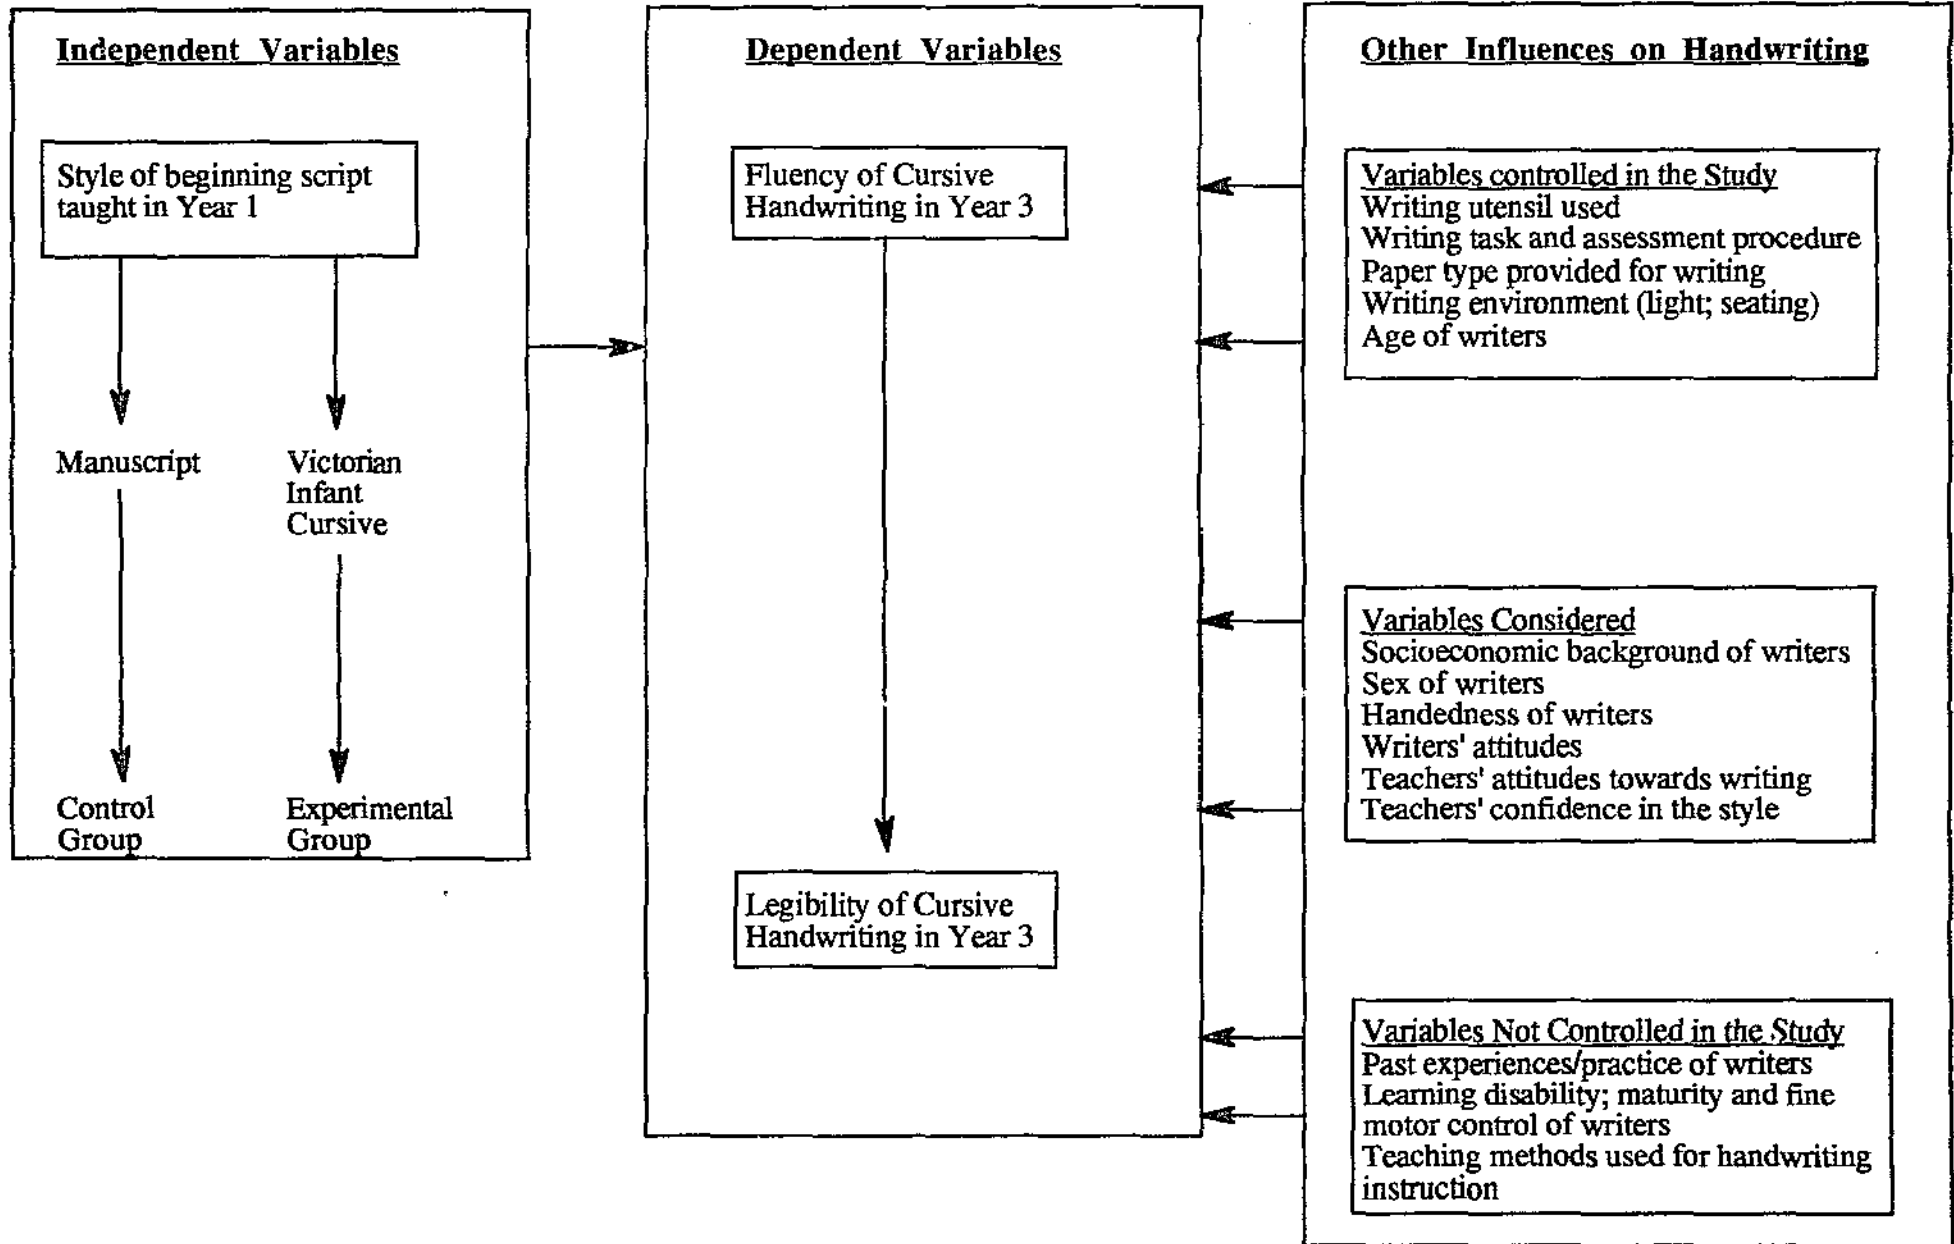 Independent Variables
Style of beginning script
taught in Year 1
Manuscript
Victorian
Infant
Cursive
Control
Group
Experimental
Group
Dependent Variables
Fluency of Cursive
Handwriting in Year 3
Legibility of Cursive
Handwriting in Year 3
Other Influences on Handwriting
Variables controlled in the Study
Writing utensil used
Writing task and assessment procedure
Paper type provided for writing
Writing environment (light; seating)
Age of writers
Variables Considered
Socioeconomic background of writers
Sex of writers
Handedness of writers
Writers' attitudes
Teachers' attitudes towards writing
Teachers' confidence in the style
Variables Not Controlled in the Study
Past experiences/practice of writers
Learning disability; maturity and fine
motor control of writers
Teaching methods used for handwriting
instruction